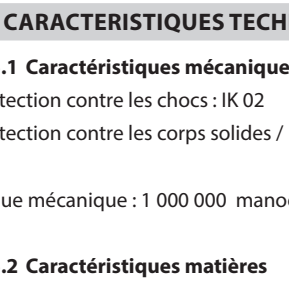 CARACTERISTIQUES TECH
.1 Caractéristiques mécanique
tection contre les chocs : IK 02
tection contre les corps solides /
ue mécanique : 1 000 000 mano
.2 Caractéristiques matières